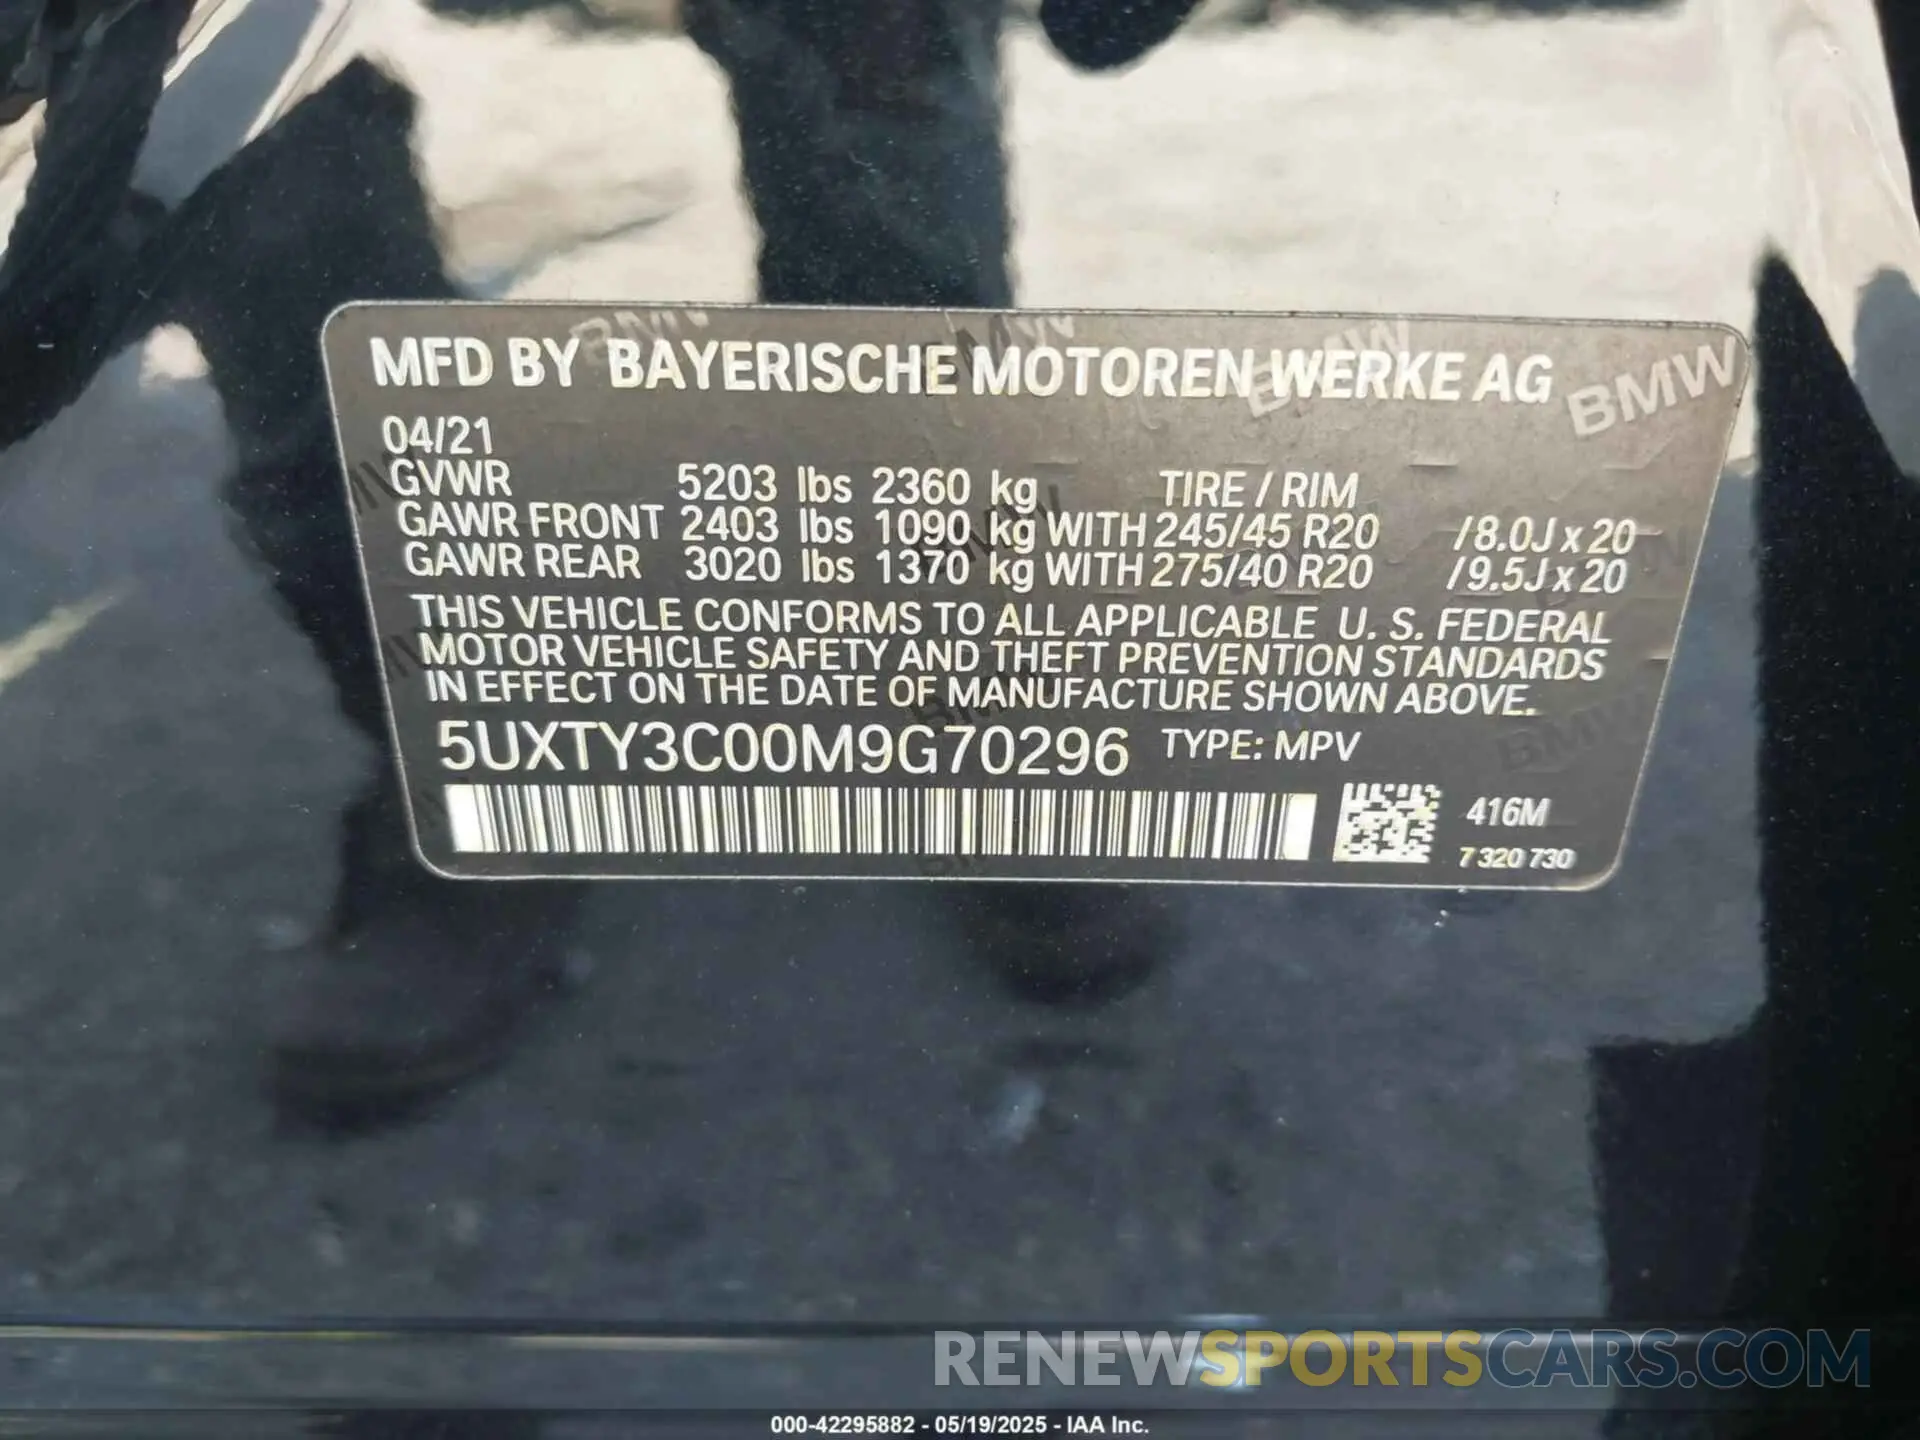 MFD BY BAYERISCHE MOTOREN WERKE AG
04/21
GVWR 5203 lbs 2360 kg TIRE / RIM
GAWR FRONT 2403 lbs 1090 kg WITH 245/45 R20 /8.0J x 20
GAWR REAR 3020 lbs 1370 kg WITH 275/40 R20 /9.5J x 20
THIS VEHICLE CONFORMS TO ALL APPLICABLE U. S. FEDERAL
MOTOR VEHICLE SAFETY AND THEFT PREVENTION STANDARDS
IN EFFECT ON THE DATE OF MANUFACTURE SHOWN ABOVE.
5UXTY3C00M9G70296 TYPE: MPV
416M
7 320 730
BMW
RENEWSPORTSCARS.COM
000-42295882 - 05/19/2025 - IAA Inc.